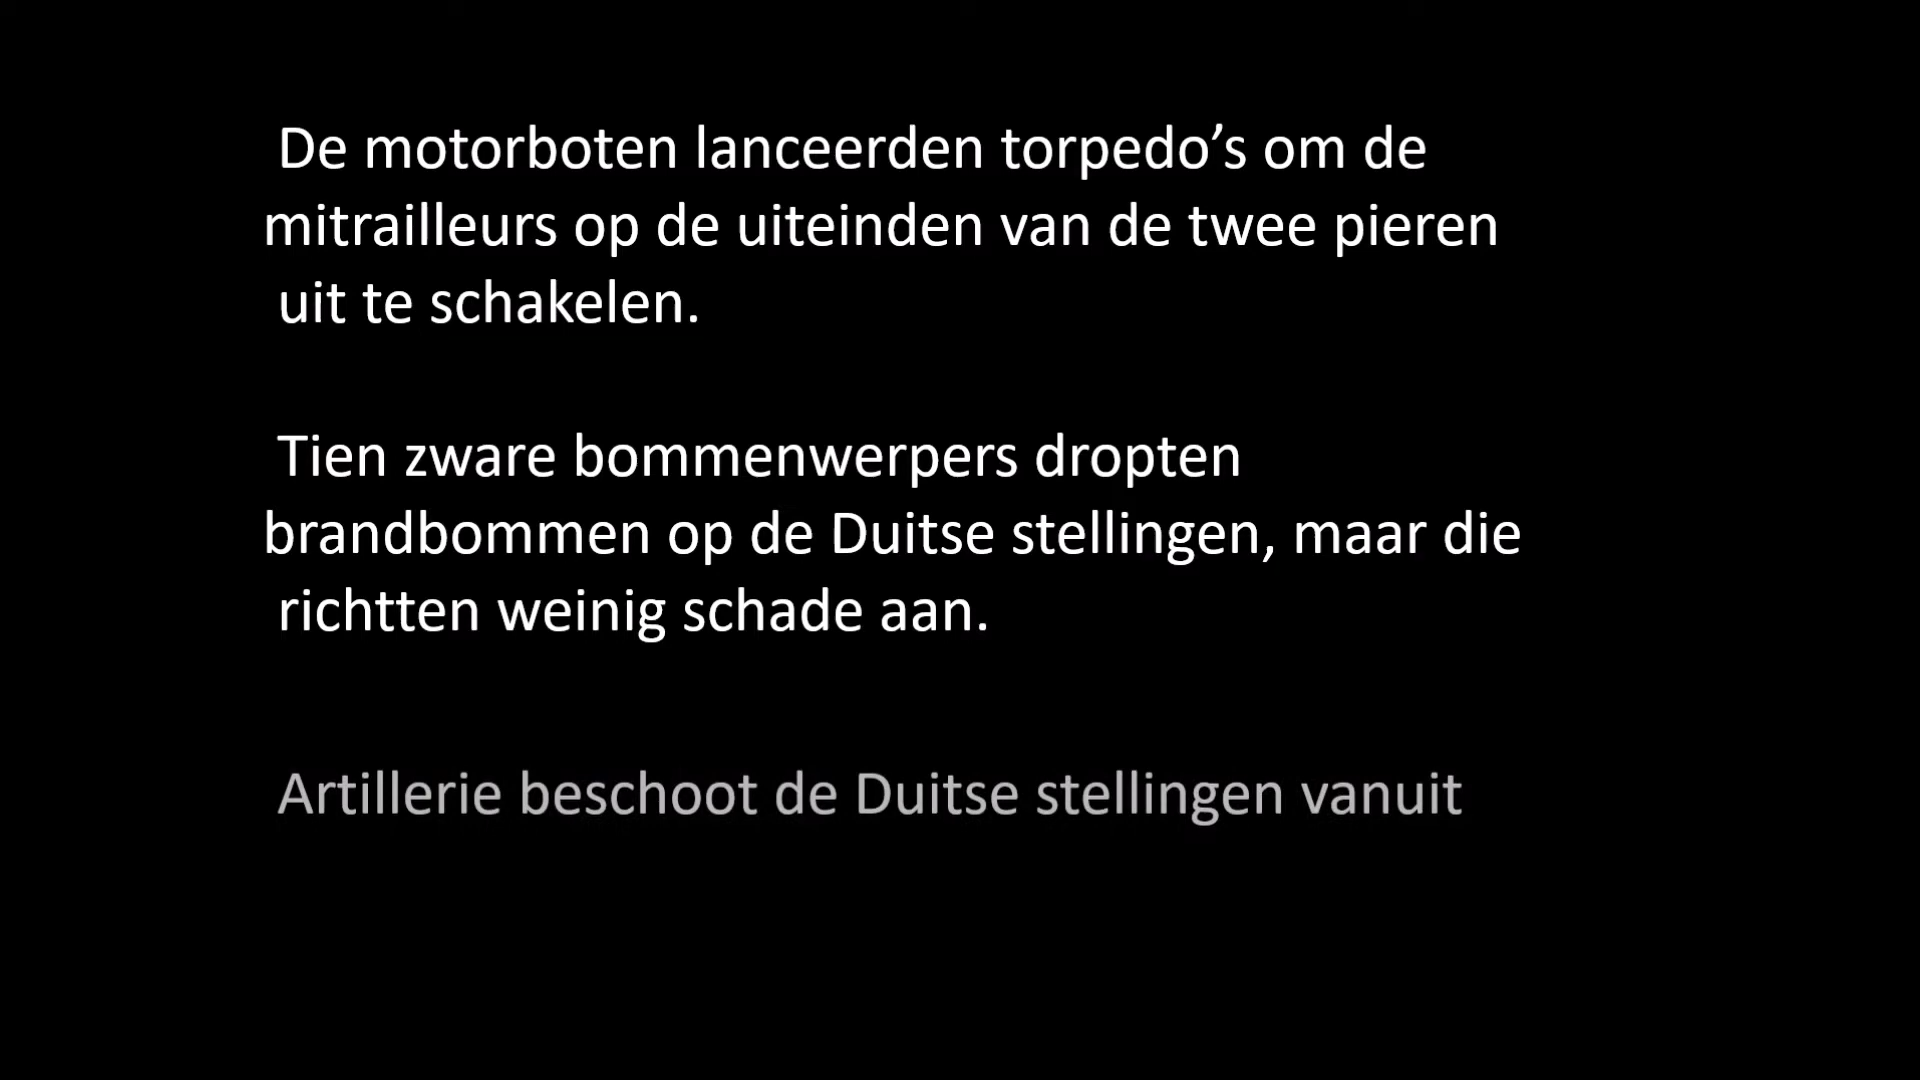 De motorboten lanceerden torpedo’s om de
mitrailleurs op de uiteinden van de twee pieren
uit te schakelen.
Tien zware bommenwerpers dropten
brandbommen op de Duitse stellingen, maar die
richtten weinig schade aan.
Artillerie beschoot de Duitse stellingen vanuit